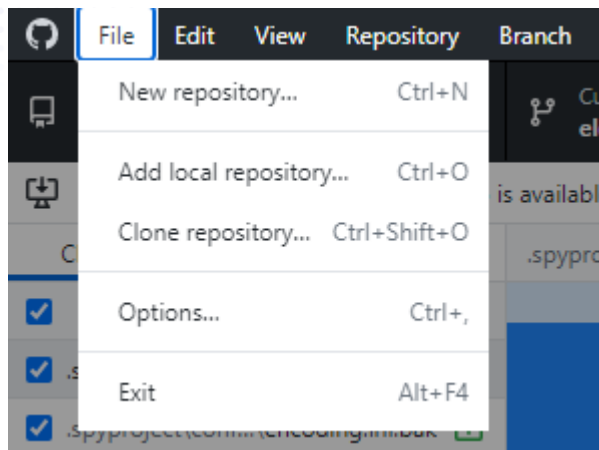 File Edit View Repository Branch
New repository... Ctrl+N
Add local repository... Ctrl+O
is availabl
Clone repository... Ctrl+Shift+O
.spypro
Options... Ctrl+,
Exit Alt+F4